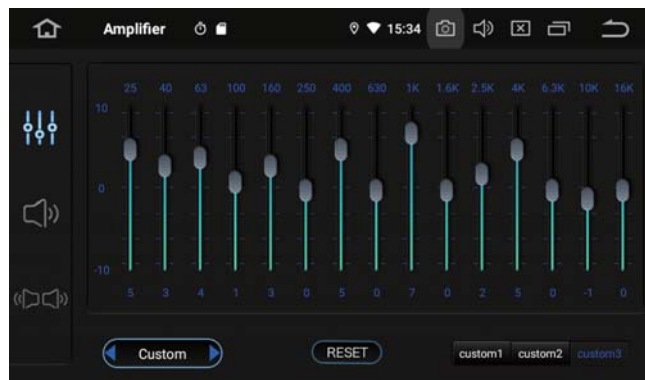 Amplifier 15:34
25 40 63 100 160 250 400 630 1K 1.6K 2.5K 4K 6.3K 10K 16K
10
0
-10
5 3 4 1 3 0 5 0 7 0 2 5 0 -1 0
Custom RESET custom1 custom2 custom3